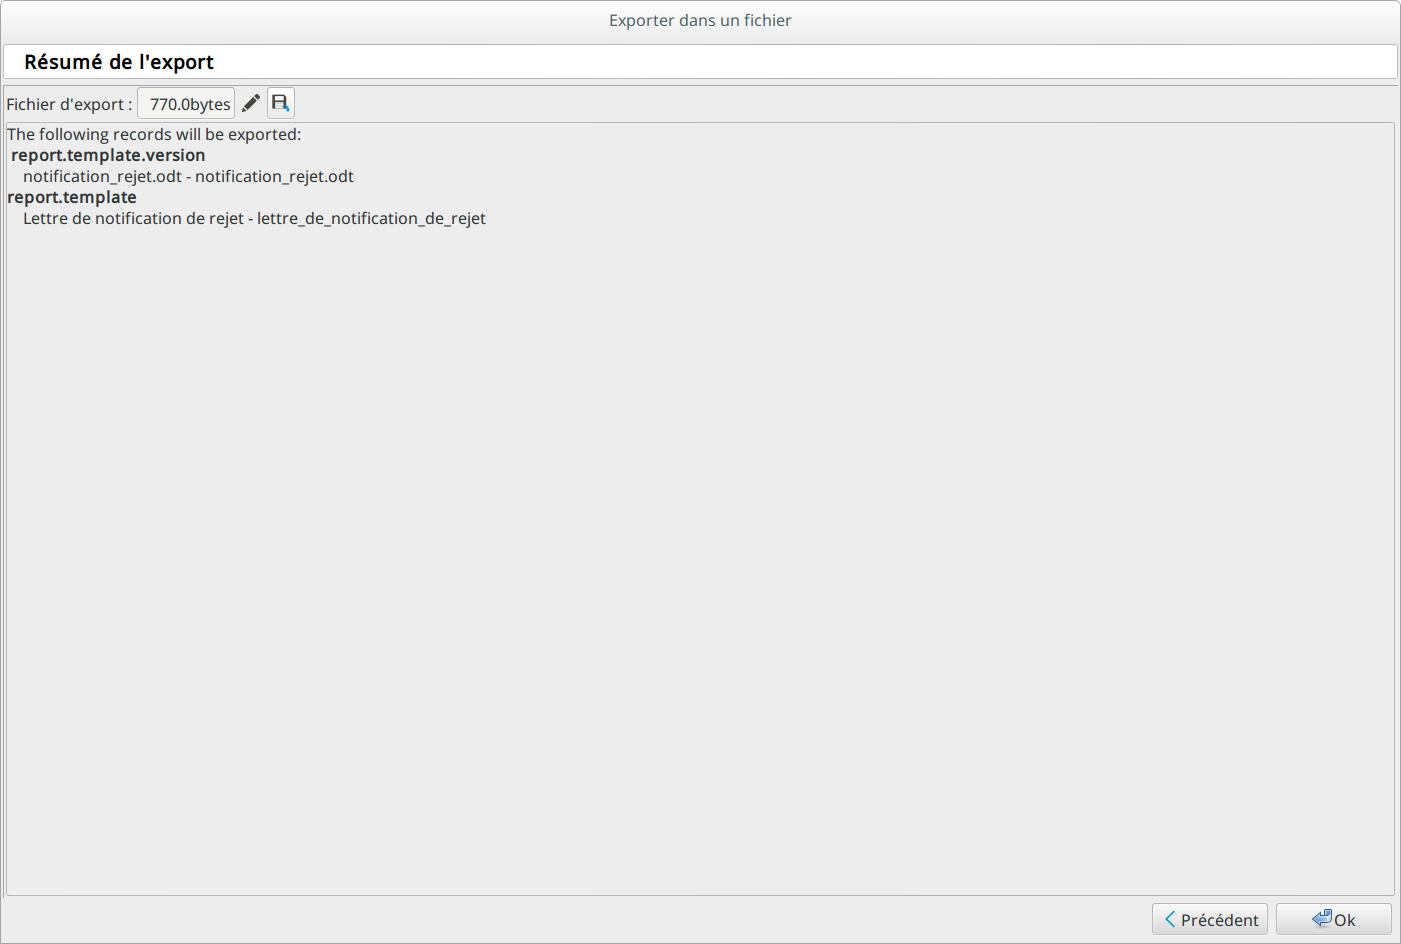 Exporter dans un fichier
Résumé de l'export
Fichier d'export : 770.0bytes
The following records will be exported:
report.template.version
notification_rejet.odt - notification_rejet.odt
report.template
Lettre de notification de rejet - lettre_de_notification_de_rejet
Précédent Ok